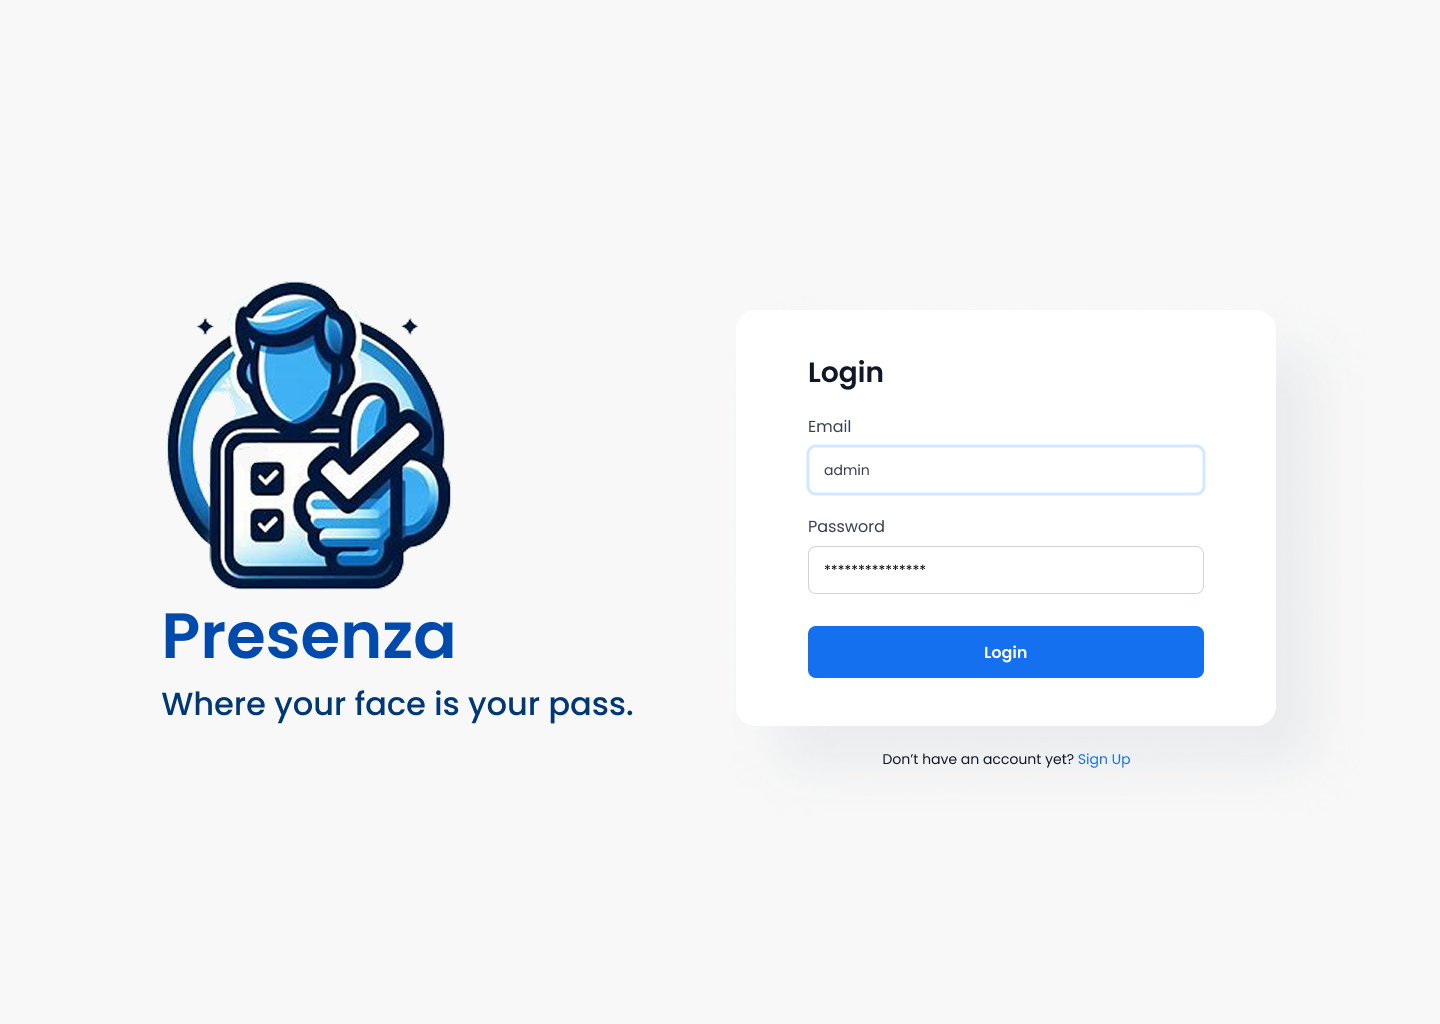 Presenza
Where your face is your pass.
Login
Email
admin
Password
***************
Login
Don’t have an account yet? Sign Up